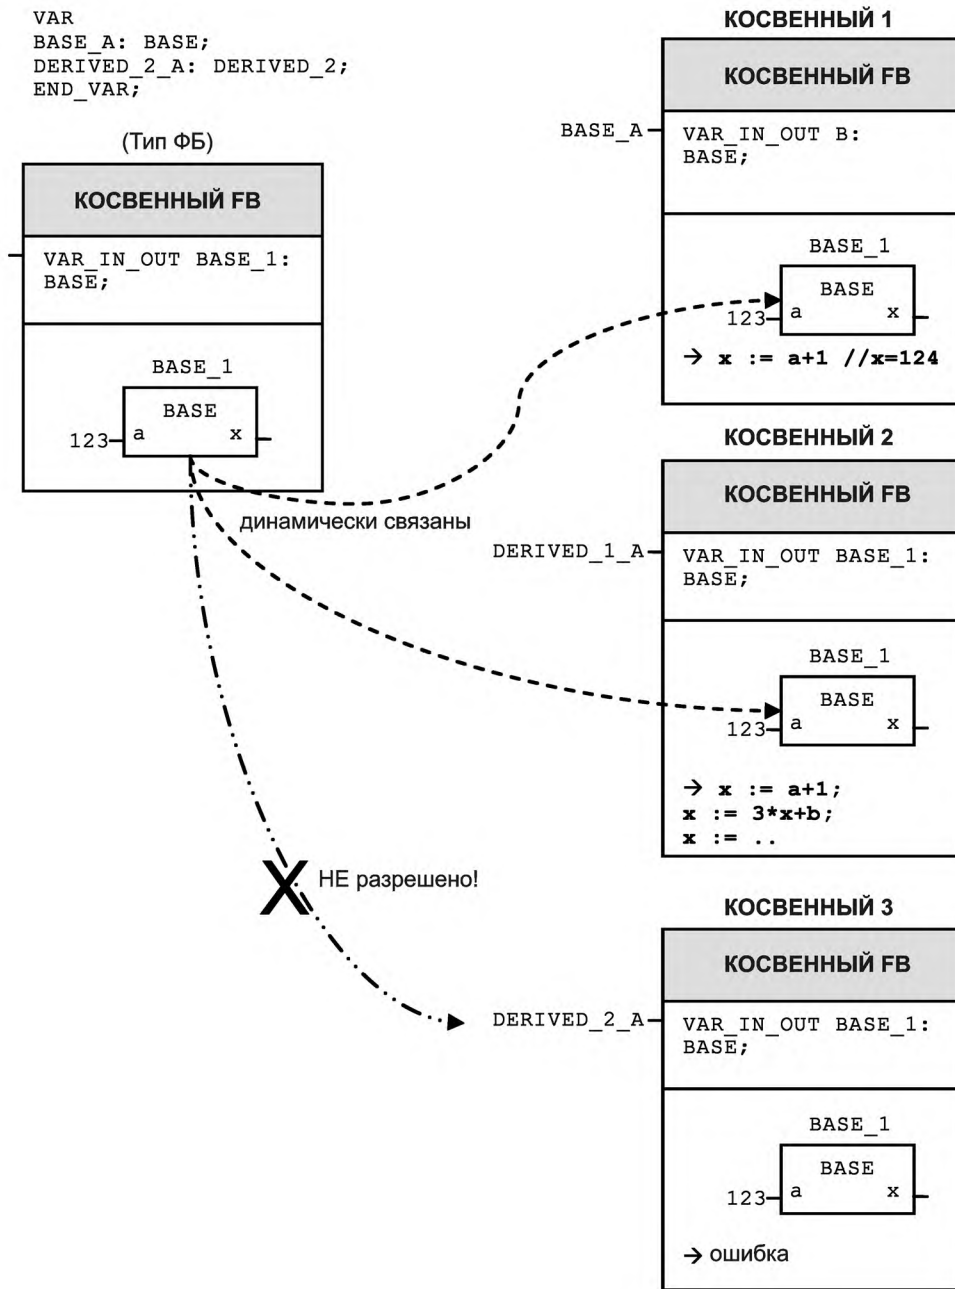 VAR
BASE_A: BASE;
DERIVED_2_A: DERIVED_2;
END_VAR;
(Тип ФБ)
КОСВЕННЫЙ FB
VAR_IN_OUT BASE_1:
BASE;
BASE_1
BASE
123 a x
динамически связаны
НЕ разрешено!
X
КОСВЕННЫЙ 1
КОСВЕННЫЙ FB
BASE_A
VAR_IN_OUT B:
BASE;
BASE_1
BASE
123 a x
→ x := a+1 //x=124
КОСВЕННЫЙ 2
КОСВЕННЫЙ FB
DERIVED_1_A
VAR_IN_OUT BASE_1:
BASE;
BASE_1
BASE
123 a x
→ x := a+1;
x := 3*x+b;
x := ..
КОСВЕННЫЙ 3
КОСВЕННЫЙ FB
DERIVED_2_A
VAR_IN_OUT BASE_1:
BASE;
BASE_1
BASE
123 a x
→ ошибка